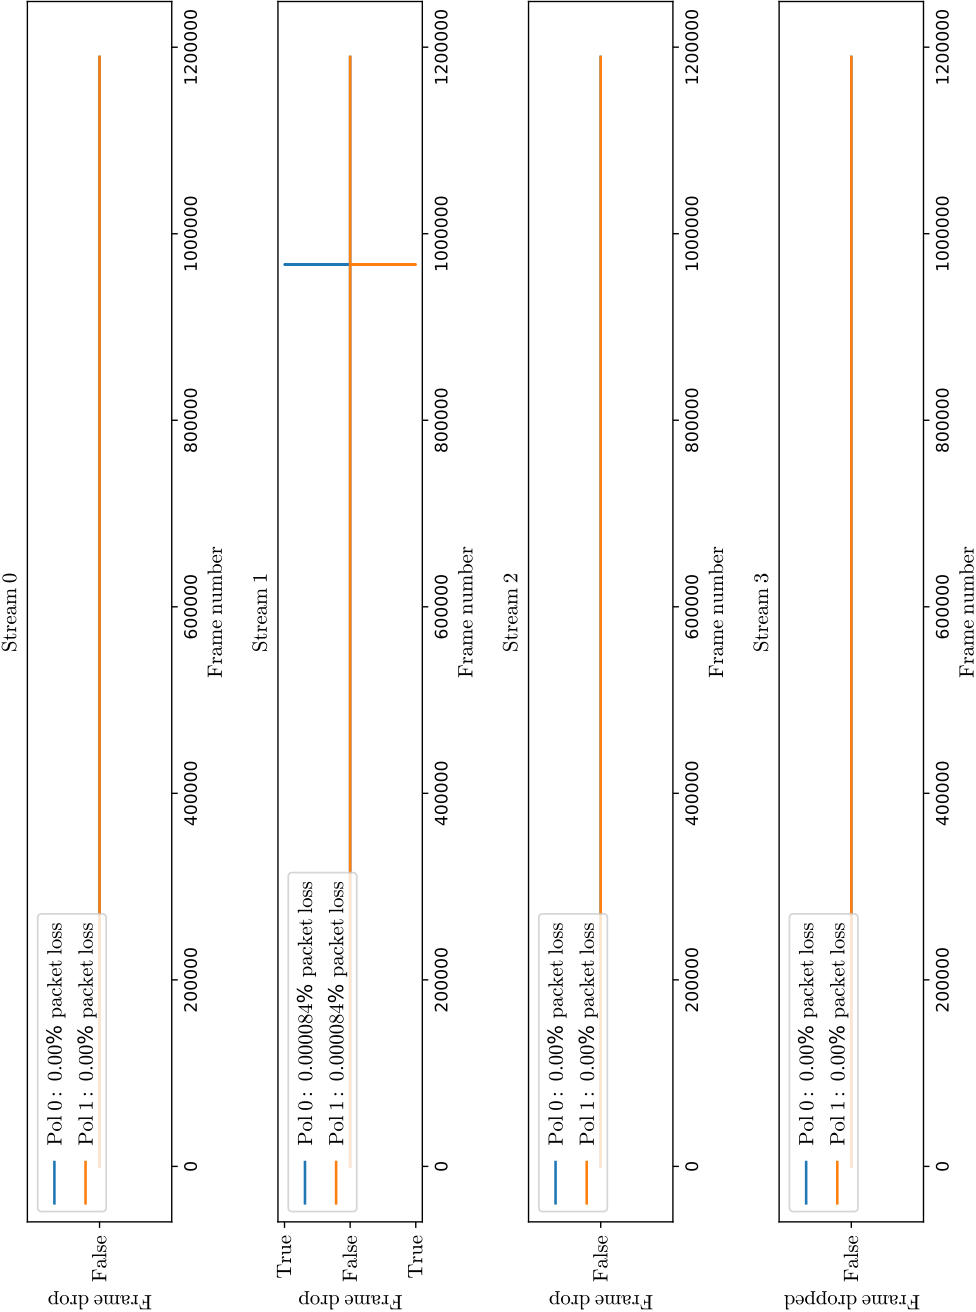 Stream 0
Frame drop
False
Pol 0 : 0.00% packet loss
Pol 1 : 0.00% packet loss
0 200000 400000 600000 800000 1000000 1200000
Frame number
Stream 1
Frame drop
True
False
True
Pol 0 : 0.000084% packet loss
Pol 1 : 0.000084% packet loss
0 200000 400000 600000 800000 1000000 1200000
Frame number
Stream 2
Frame drop
False
Pol 0 : 0.00% packet loss
Pol 1 : 0.00% packet loss
0 200000 400000 600000 800000 1000000 1200000
Frame number
Stream 3
Frame dropped
False
Pol 0 : 0.00% packet loss
Pol 1 : 0.00% packet loss
0 200000 400000 600000 800000 1000000 1200000
Frame number